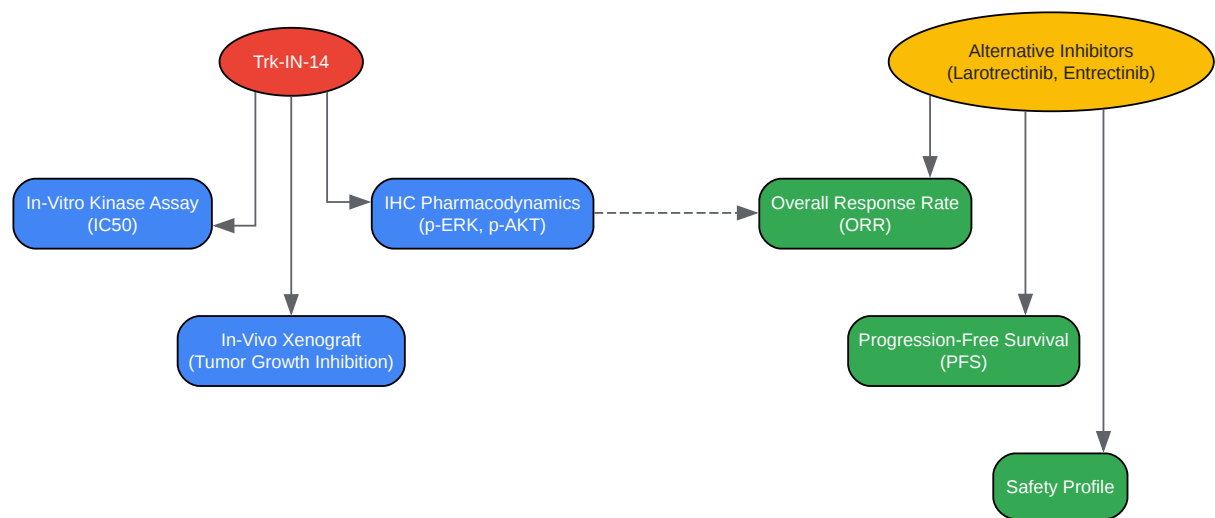 Trk-IN-14
Alternative Inhibitors
(Larotrectinib, Entrectinib)
In-Vitro Kinase Assay
(IC50)
IHC Pharmacodynamics
(p-ERK, p-AKT)
Overall Response Rate
(ORR)
In-Vivo Xenograft
(Tumor Growth Inhibition)
Progression-Free Survival
(PFS)
Safety Profile